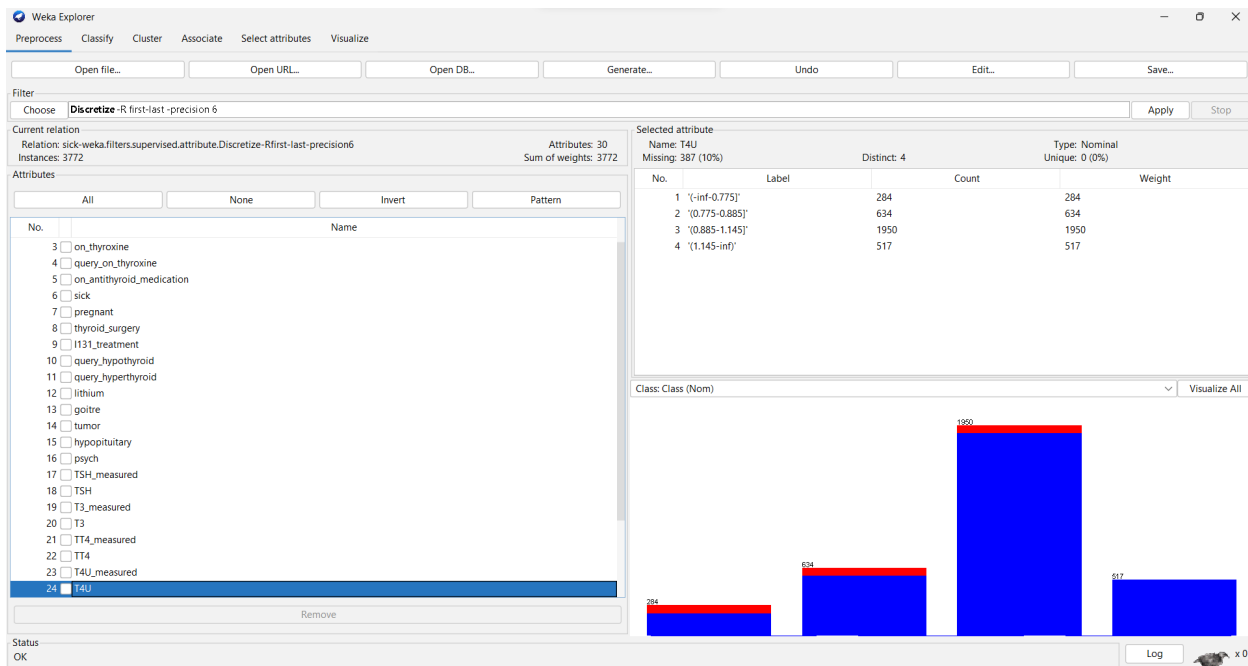 Weka Explorer
Preprocess Classify Cluster Associate Select attributes Visualize
Open file... Open URL... Open DB... Generate... Undo Edit... Save...
Filter
Choose Discretize -R first-last -precision 6 Apply Stop
Current relation
Relation: sick-weka.filters.supervised.attribute.Discretize-Rfirst-last-precision6 Attributes: 30
Instances: 3772 Sum of weights: 3772
Attributes
All None Invert Pattern
No. Name
3 on_thyroxine
4 query_on_thyroxine
5 on_antithyroid_medication
6 sick
7 pregnant
8 thyroid_surgery
9 I131_treatment
10 query_hypothyroid
11 query_hyperthyroid
12 lithium
13 goitre
14 tumor
15 hypopituitary
16 psych
17 TSH_measured
18 TSH
19 T3_measured
20 T3
21 TT4_measured
22 TT4
23 T4U_measured
24 T4U
Remove
Selected attribute
Name: T4U Type: Nominal
Missing: 387 (10%) Distinct: 4 Unique: 0 (0%)
No. Label Count Weight
1 '(-inf-0.775]' 284 284
2 '(0.775-0.885]' 634 634
3 '(0.885-1.145]' 1950 1950
4 '(1.145-inf)' 517 517
Class: Class (Nom) Visualize All
1950
634
517
284
Status
OK Log x 0